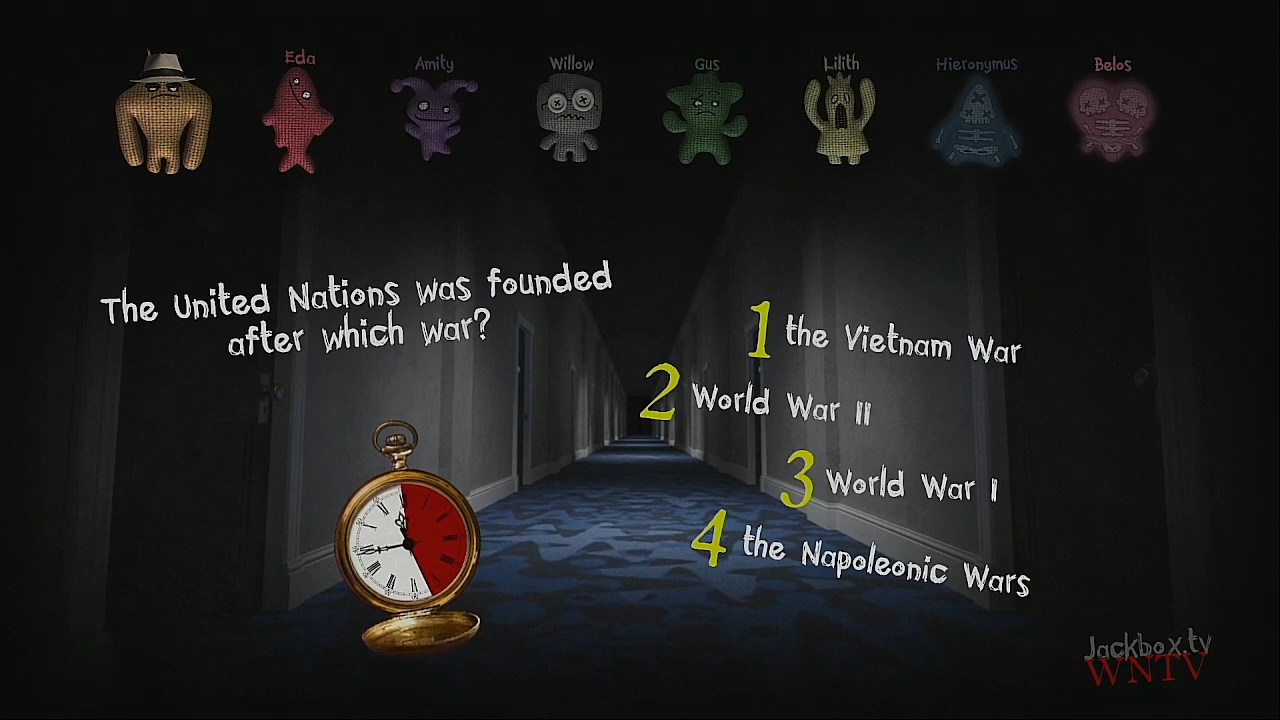 Eda
Amity
Willow
Gus
Lilith
Hieronymus
Belos
The United Nations was founded
after which war?
1 the Vietnam War
2 World War II
3 World War I
4 the Napoleonic Wars
Jackbox.tv
WNTV